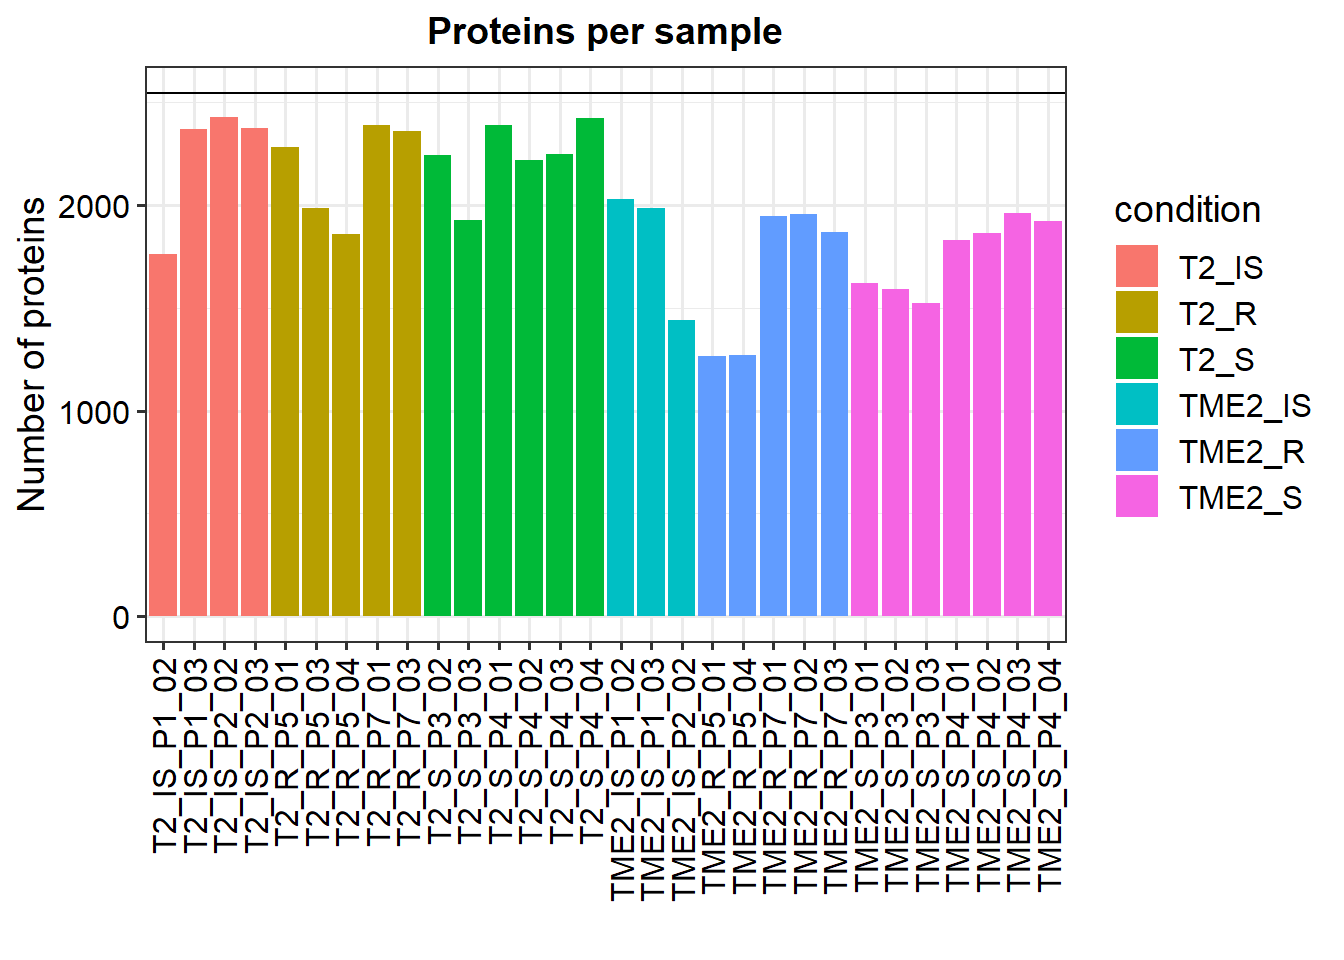 Proteins per sample
Number of proteins
2000
1000
0
T2_IS_P1_02
T2_IS_P1_03
T2_IS_P2_02
T2_IS_P2_03
T2_R_P5_01
T2_R_P5_03
T2_R_P5_04
T2_R_P7_01
T2_R_P7_03
T2_S_P3_02
T2_S_P3_03
T2_S_P4_01
T2_S_P4_02
T2_S_P4_03
T2_S_P4_04
TME2_IS_P1_02
TME2_IS_P1_03
TME2_IS_P2_02
TME2_R_P5_01
TME2_R_P5_04
TME2_R_P7_01
TME2_R_P7_02
TME2_R_P7_03
TME2_S_P3_01
TME2_S_P3_02
TME2_S_P3_03
TME2_S_P4_01
TME2_S_P4_02
TME2_S_P4_03
TME2_S_P4_04
condition
T2_IS
T2_R
T2_S
TME2_IS
TME2_R
TME2_S